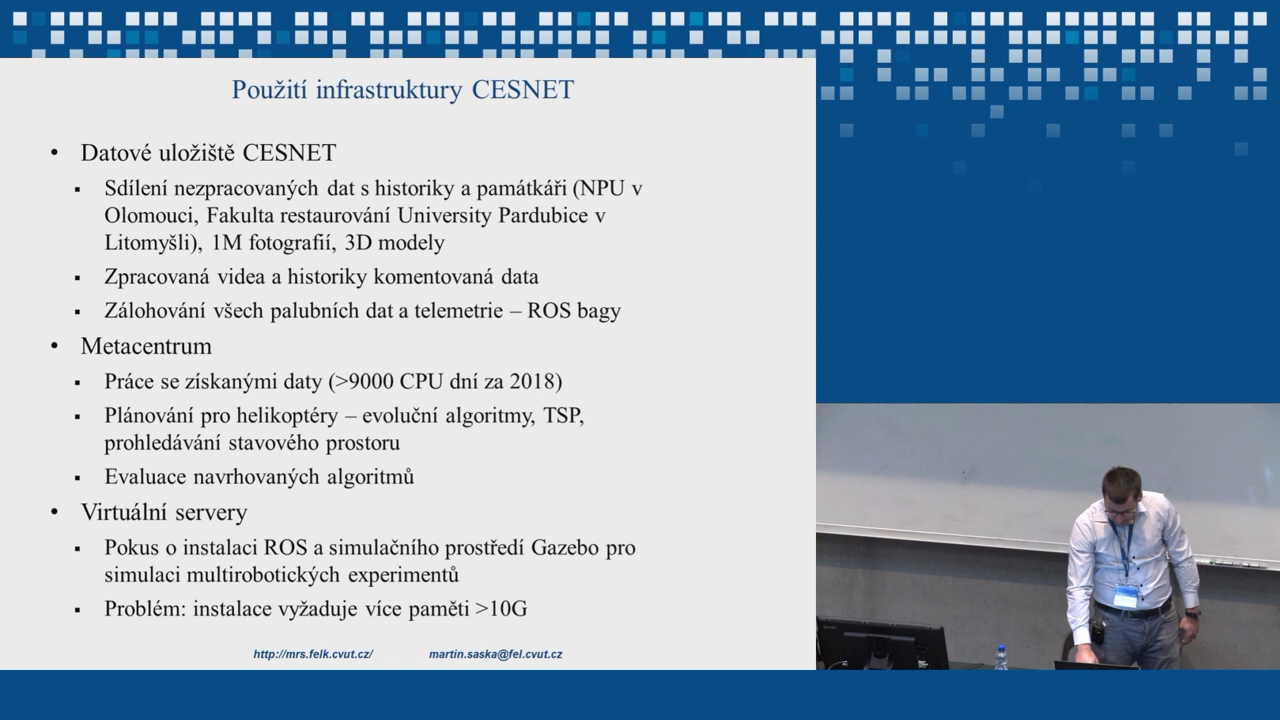 Použití infrastruktury CESNET
• Datové uložiště CESNET
▪ Sdílení nezpracovaných dat s historiky a památkáři (NPU v
Olomouci, Fakulta restaurování University Pardubice v
Litomyšli), 1M fotografií, 3D modely
▪ Zpracovaná videa a historiky komentovaná data
▪ Zálohování všech palubních dat a telemetrie – ROS bagy
• Metacentrum
▪ Práce se získanými daty (>9000 CPU dní za 2018)
▪ Plánování pro helikoptéry – evoluční algoritmy, TSP,
prohledávání stavového prostoru
▪ Evaluace navrhovaných algoritmů
• Virtuální servery
▪ Pokus o instalaci ROS a simulačního prostředí Gazebo pro
simulaci multirobotických experimentů
▪ Problém: instalace vyžaduje více paměti >10G
http://mrs.felk.cvut.cz/ martin.saska@fel.cvut.cz